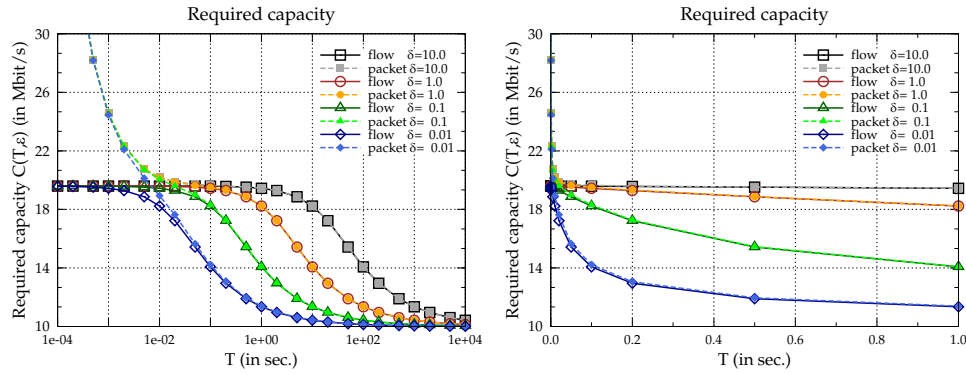 Required capacity
Required capacity C(T,ε) (in Mbit/s)
30
26
22
18
14
10
flow δ=10.0
packet δ=10.0
flow δ= 1.0
packet δ= 1.0
flow δ= 0.1
packet δ= 0.1
flow δ= 0.01
packet δ= 0.01
1e-04 1e-02 1e+00 1e+02 1e+04
T (in sec.)
Required capacity
Required capacity C(T,ε) (in Mbit/s)
30
26
22
18
14
10
flow δ=10.0
packet δ=10.0
flow δ= 1.0
packet δ= 1.0
flow δ= 0.1
packet δ= 0.1
flow δ= 0.01
packet δ= 0.01
0.0 0.2 0.4 0.6 0.8 1.0
T (in sec.)